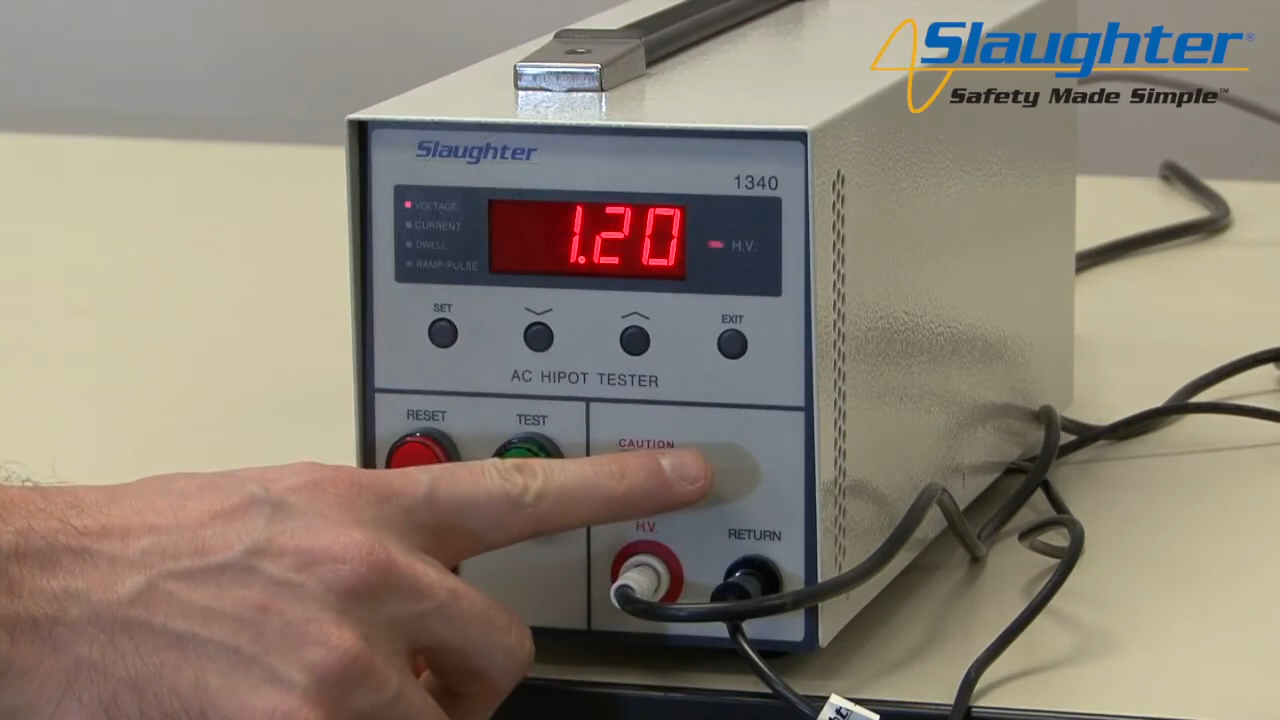 Slaughter®
Safety Made Simple™
Slaughter
1340
VOLTAGE
CURRENT
DWELL
RAMP/PULSE
1.20
H.V.
SET
EXIT
AC HIPOT TESTER
RESET
TEST
CAUTION
H.V.
RETURN